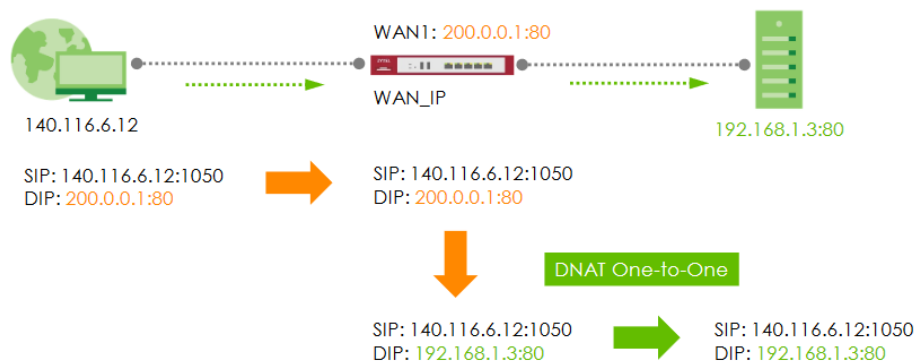 WAN1: 200.0.0.1:80
ZYXEL
WAN_IP
140.116.6.12
192.168.1.3:80
SIP: 140.116.6.12:1050
DIP: 200.0.0.1:80
SIP: 140.116.6.12:1050
DIP: 200.0.0.1:80
DNAT One-to-One
SIP: 140.116.6.12:1050
DIP: 192.168.1.3:80
SIP: 140.116.6.12:1050
DIP: 192.168.1.3:80